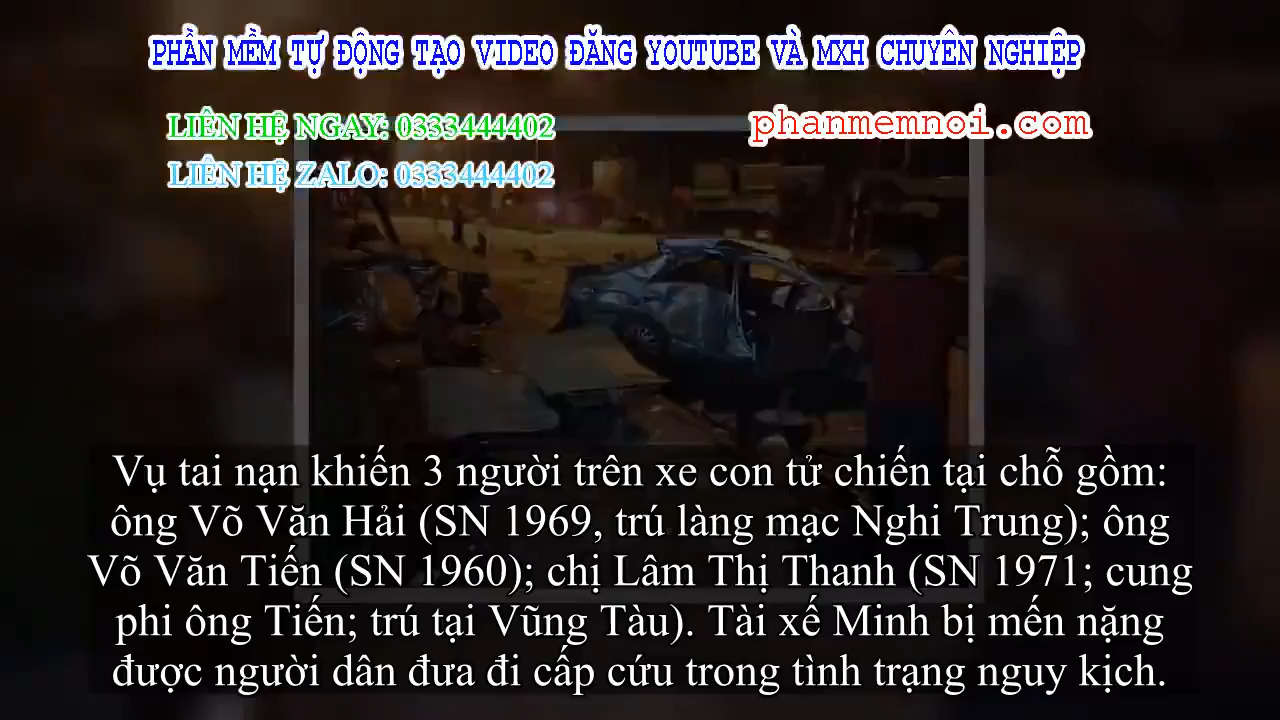 PHẦN MỀM TỰ ĐỘNG TẠO VIDEO ĐĂNG YOUTUBE VÀ MXH CHUYÊN NGHIỆP
LIÊN HỆ NGAY: 0333444402
phanmemnoi.com
LIÊN HỆ ZALO: 0333444402
Vụ tai nạn khiến 3 người trên xe con tử chiến tại chỗ gồm:
ông Võ Văn Hải (SN 1969, trú làng mạc Nghi Trung); ông
Võ Văn Tiến (SN 1960); chị Lâm Thị Thanh (SN 1971; cung
phi ông Tiến; trú tại Vũng Tàu). Tài xế Minh bị mến nặng
được người dân đưa đi cấp cứu trong tình trạng nguy kịch.